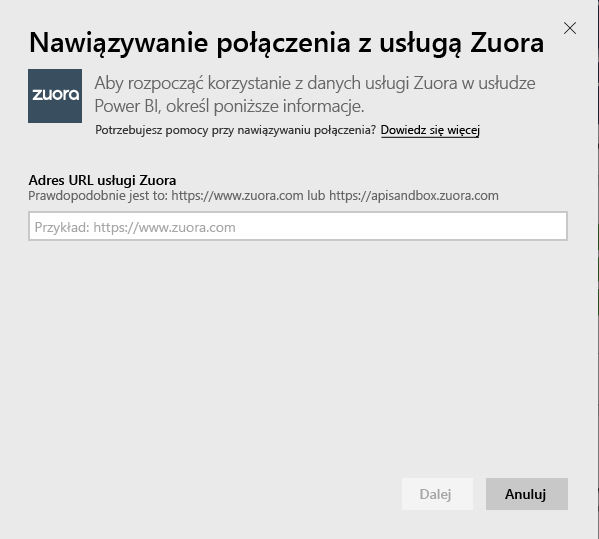 Nawiązywanie połączenia z usługą Zuora
zuora
Aby rozpocząć korzystanie z danych usługi Zuora w usłudze
Power BI, określ poniższe informacje.
Potrzebujesz pomocy przy nawiązywaniu połączenia? Dowiedz się więcej
Adres URL usługi Zuora
Prawdopodobnie jest to: https://www.zuora.com lub https://apisandbox.zuora.com
Przykład: https://www.zuora.com
Dalej
Anuluj